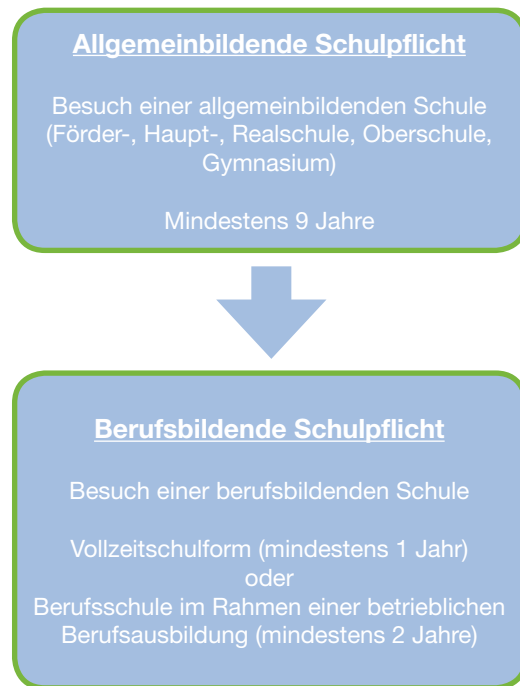 Allgemeinbildende Schulpflicht
Besuch einer allgemeinbildenden Schule
(Förder-, Haupt-, Realschule, Oberschule,
Gymnasium)
Mindestens 9 Jahre
Berufsbildende Schulpflicht
Besuch einer berufsbildenden Schule
Vollzeitschulform (mindestens 1 Jahr)
oder
Berufsschule im Rahmen einer betrieblichen
Berufsausbildung (mindestens 2 Jahre)